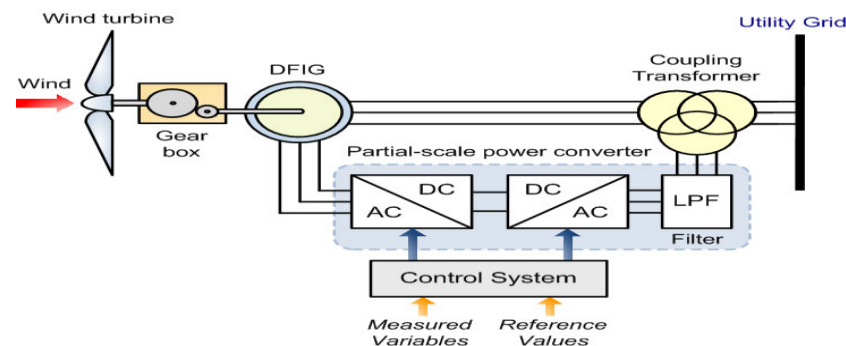 Wind turbine
Utility Grid
Coupling
Transformer
DFIG
Wind
Gear
box
Partial-scale power converter
DC
AC
DC
AC
LPF
Filter
Control System
Measured
Variables
Reference
Values